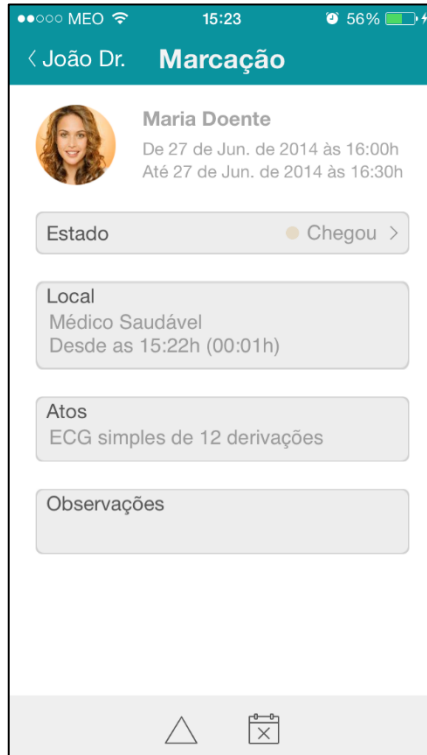 MEO 15:23 56%
João Dr. Marcação
Maria Doente
De 27 de Jun. de 2014 às 16:00h
Até 27 de Jun. de 2014 às 16:30h
Estado Chegou
Local
Médico Saudável
Desde as 15:22h (00:01h)
Atos
ECG simples de 12 derivações
Observações